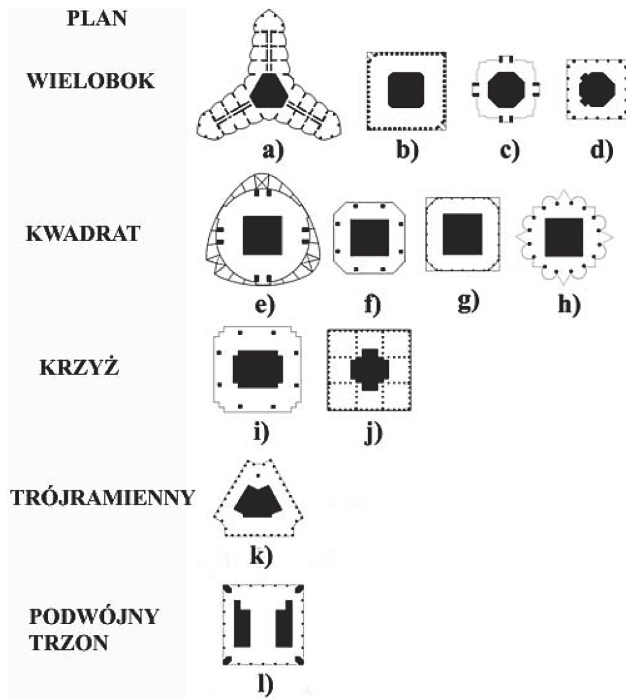 PLAN
WIELOBOK
a)
b)
c)
d)
KWADRAT
e)
f)
g)
h)
KRZYŻ
i)
j)
TRÓJRAMIENNY
k)
PODWÓJNY
TRZON
l)